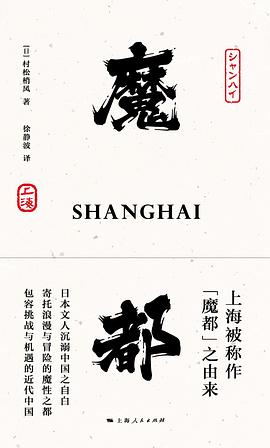 [日]村松梢风 著
徐静波 译
魔
シャンハイ
上海
SHANGHAI
都
上海被称作
「魔都」之由来
日本文人沉溺中国之自白
寄托浪漫与冒险的魔性之都
包容挑战与机遇的近代中国
上海人民出版社